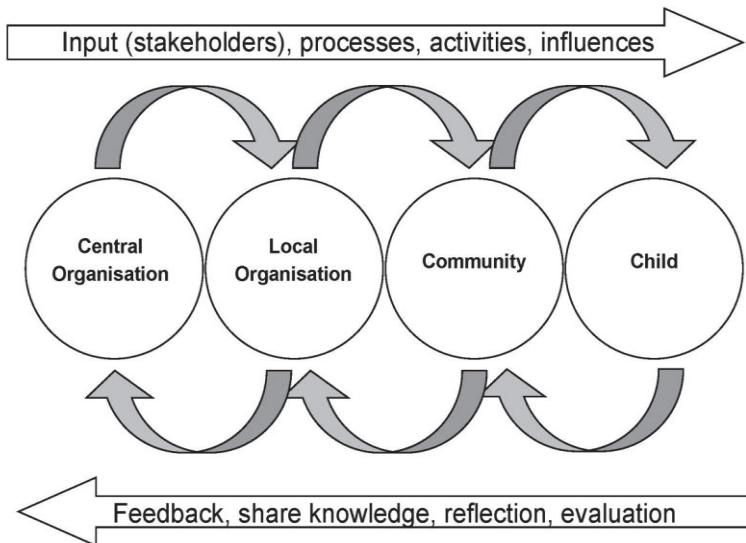 Input (stakeholders), processes, activities, influences
Central
Organisation
Local
Organisation
Community
Child
Feedback, share knowledge, reflection, evaluation